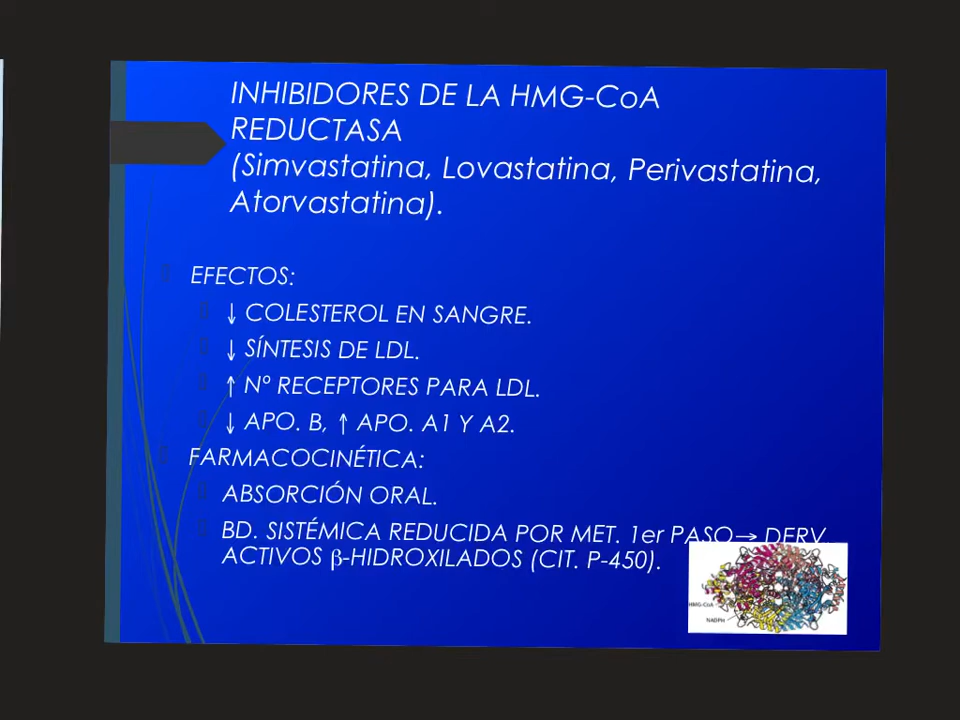 INHIBIDORES DE LA HMG-CoA
REDUCTASA
(Simvastatina, Lovastatina, Perivastatina,
Atorvastatina).
EFECTOS:
↓ COLESTEROL EN SANGRE.
↓ SÍNTESIS DE LDL.
↑ Nº RECEPTORES PARA LDL.
↓ APO. B, ↑ APO. A1 Y A2.
FARMACOCINÉTICA:
ABSORCIÓN ORAL.
BD. SISTÉMICA REDUCIDA POR MET. 1er PASO→ DERV.
ACTIVOS β-HIDROXILADOS (CIT. P-450).
HMG-CoA
NADPH